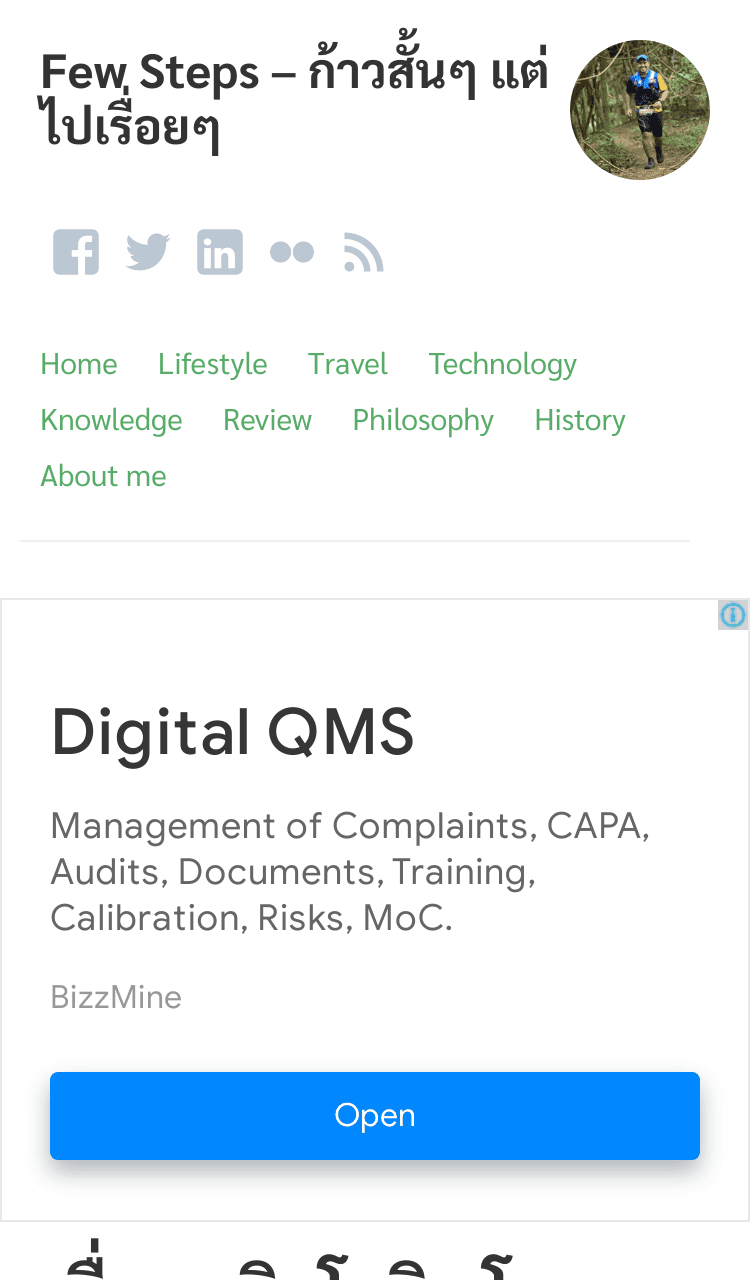 Few Steps – ก้าวสั้นๆ แต่
ไปเรื่อยๆ
Home Lifestyle Travel Technology
Knowledge Review Philosophy History
About me
Digital QMS
Management of Complaints, CAPA,
Audits, Documents, Training,
Calibration, Risks, MoC.
BizzMine
Open